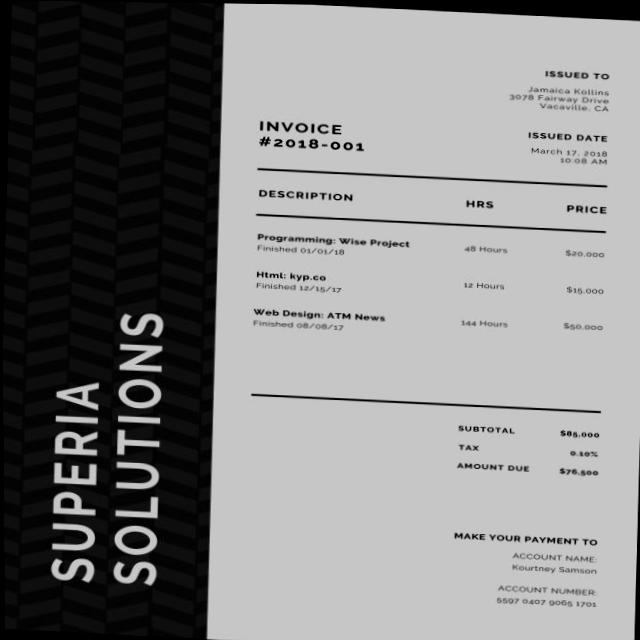 SUPERIA
SOLUTIONS
ISSUED TO
Jamaica Kollins
3078 Fairway Drive
Vacaville, CA
INVOICE
#2018-001
ISSUED DATE
March 17, 2018
10:08 AM
DESCRIPTION HRS PRICE
Programming: Wise Project 48 Hours $20.000
Finished 01/01/18
Html: kyp.co 12 Hours $15.000
Finished 12/15/17
Web Design: ATM News 144 Hours $50.000
Finished 08/08/17
SUBTOTAL $85.000
TAX 0.10%
AMOUNT DUE $76.500
MAKE YOUR PAYMENT TO
ACCOUNT NAME:
Kourtney Samson
ACCOUNT NUMBER:
5597 0407 9065 1701